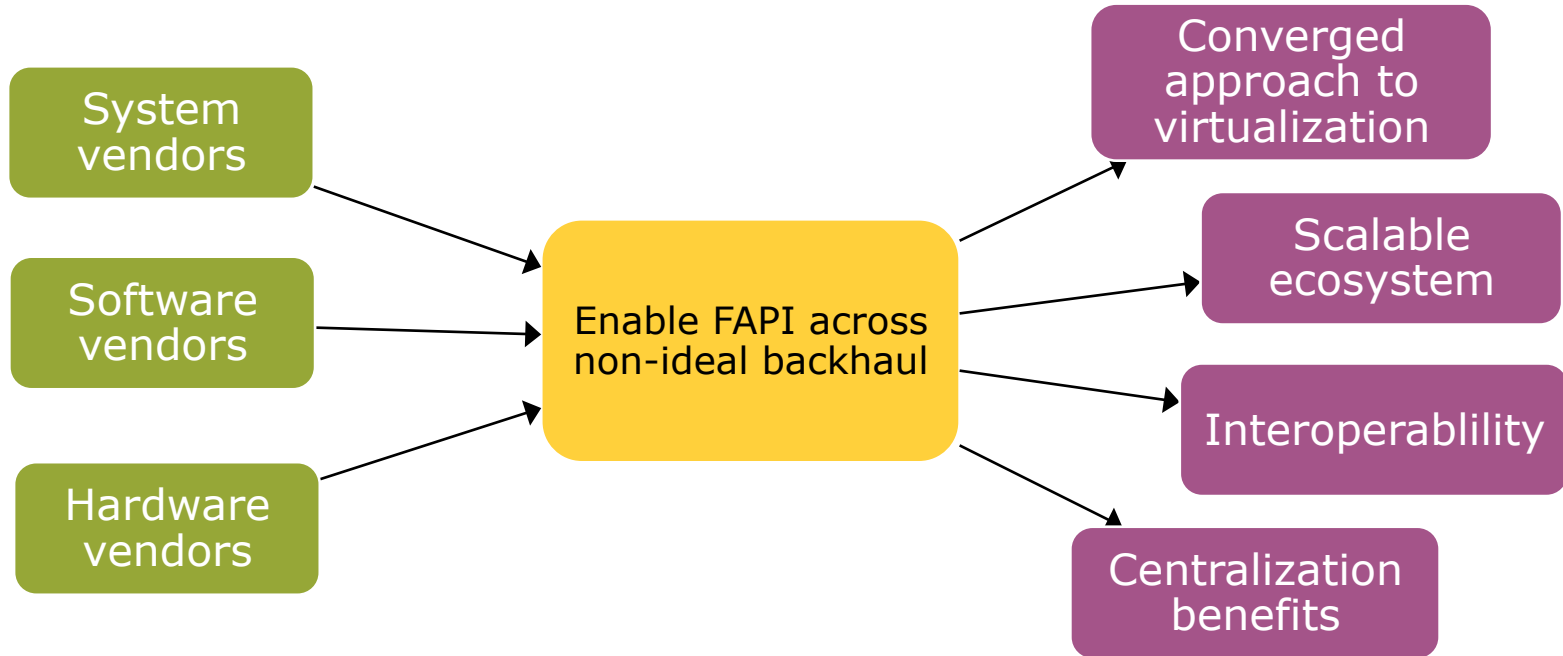 System
vendors
Software
vendors
Hardware
vendors
Enable FAPI across
non-ideal backhaul
Converged
approach to
virtualization
Scalable
ecosystem
Interoperablility
Centralization
benefits